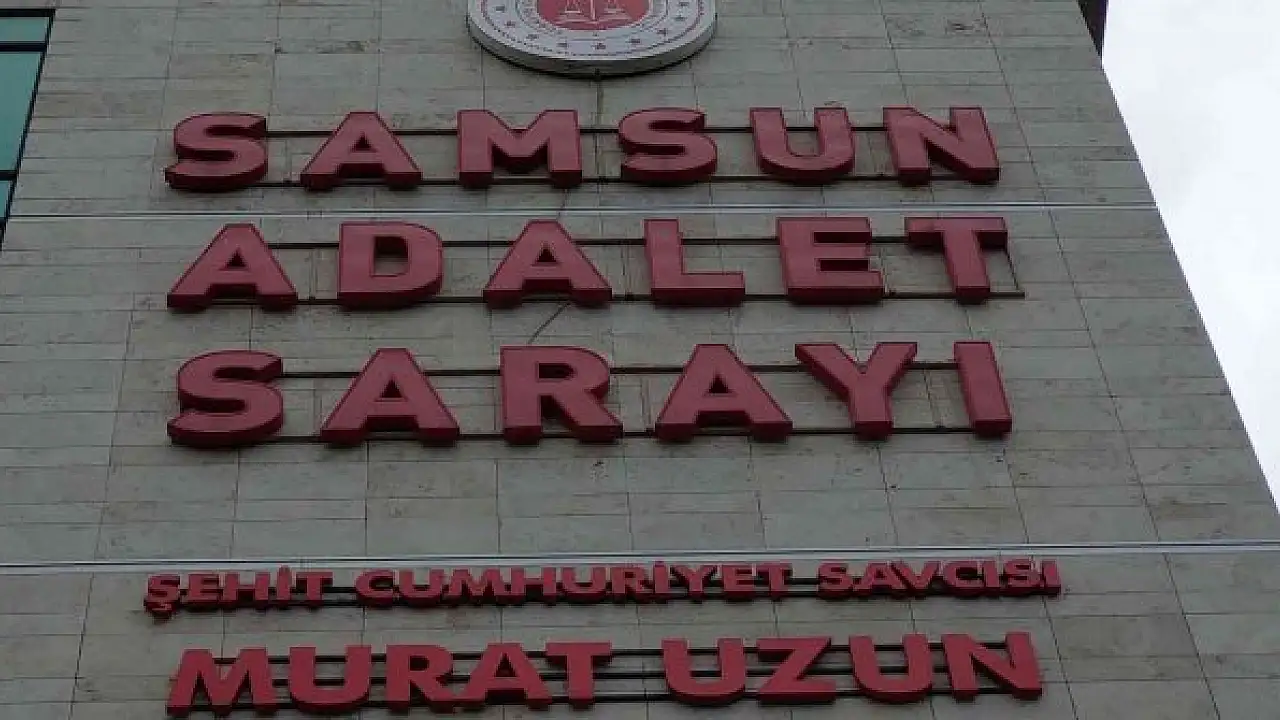 SAMSUN
ADALET
SARAYI
ŞEHİT CUMHURİYET SAVCISI
MURAT UZUN